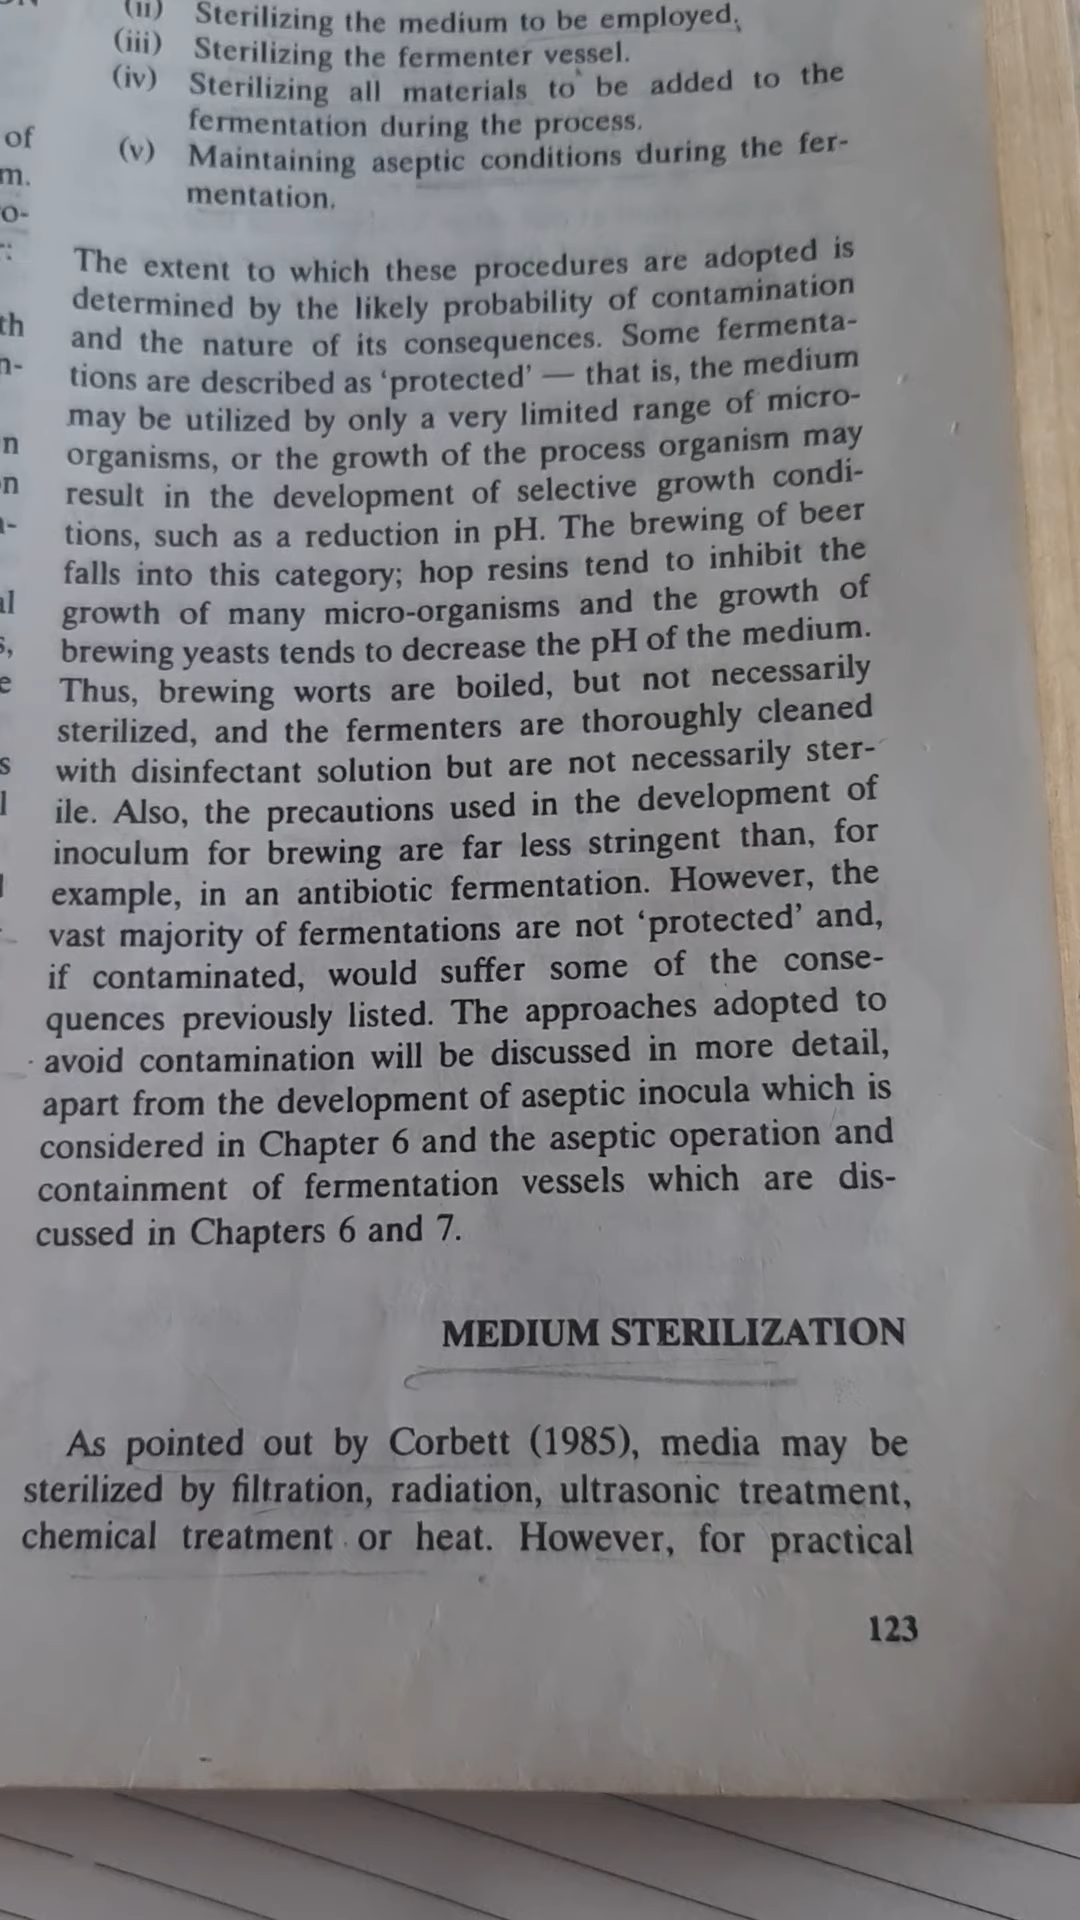 (ii) Sterilizing the medium to be employed.
(iii) Sterilizing the fermenter vessel.
(iv) Sterilizing all materials to be added to the
fermentation during the process.
(v) Maintaining aseptic conditions during the fer-
mentation.
The extent to which these procedures are adopted is
determined by the likely probability of contamination
and the nature of its consequences. Some fermenta-
tions are described as ‘protected’ — that is, the medium
may be utilized by only a very limited range of micro-
organisms, or the growth of the process organism may
result in the development of selective growth condi-
tions, such as a reduction in pH. The brewing of beer
falls into this category; hop resins tend to inhibit the
growth of many micro-organisms and the growth of
brewing yeasts tends to decrease the pH of the medium.
Thus, brewing worts are boiled, but not necessarily
sterilized, and the fermenters are thoroughly cleaned
with disinfectant solution but are not necessarily ster-
ile. Also, the precautions used in the development of
inoculum for brewing are far less stringent than, for
example, in an antibiotic fermentation. However, the
vast majority of fermentations are not ‘protected’ and,
if contaminated, would suffer some of the conse-
quences previously listed. The approaches adopted to
avoid contamination will be discussed in more detail,
apart from the development of aseptic inocula which is
considered in Chapter 6 and the aseptic operation and
containment of fermentation vessels which are dis-
cussed in Chapters 6 and 7.
MEDIUM STERILIZATION
As pointed out by Corbett (1985), media may be
sterilized by filtration, radiation, ultrasonic treatment,
chemical treatment or heat. However, for practical
123